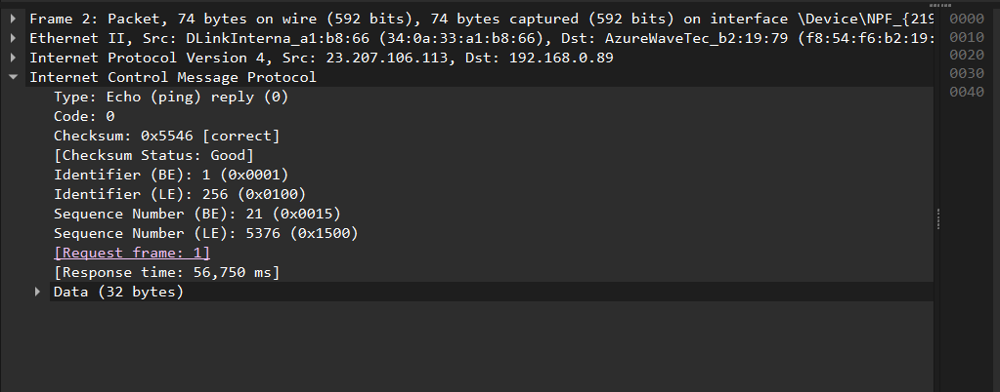 Frame 2: Packet, 74 bytes on wire (592 bits), 74 bytes captured (592 bits) on interface \Device\NPF_{219
Ethernet II, Src: DLinkInterna_a1:b8:66 (34:0a:33:a1:b8:66), Dst: AzureWaveTec_b2:19:79 (f8:54:f6:b2:19:
Internet Protocol Version 4, Src: 23.207.106.113, Dst: 192.168.0.89
Internet Control Message Protocol
Type: Echo (ping) reply (0)
Code: 0
Checksum: 0x5546 [correct]
[Checksum Status: Good]
Identifier (BE): 1 (0x0001)
Identifier (LE): 256 (0x0100)
Sequence Number (BE): 21 (0x0015)
Sequence Number (LE): 5376 (0x1500)
[Request frame: 1]
[Response time: 56,750 ms]
Data (32 bytes)
0000
0010
0020
0030
0040